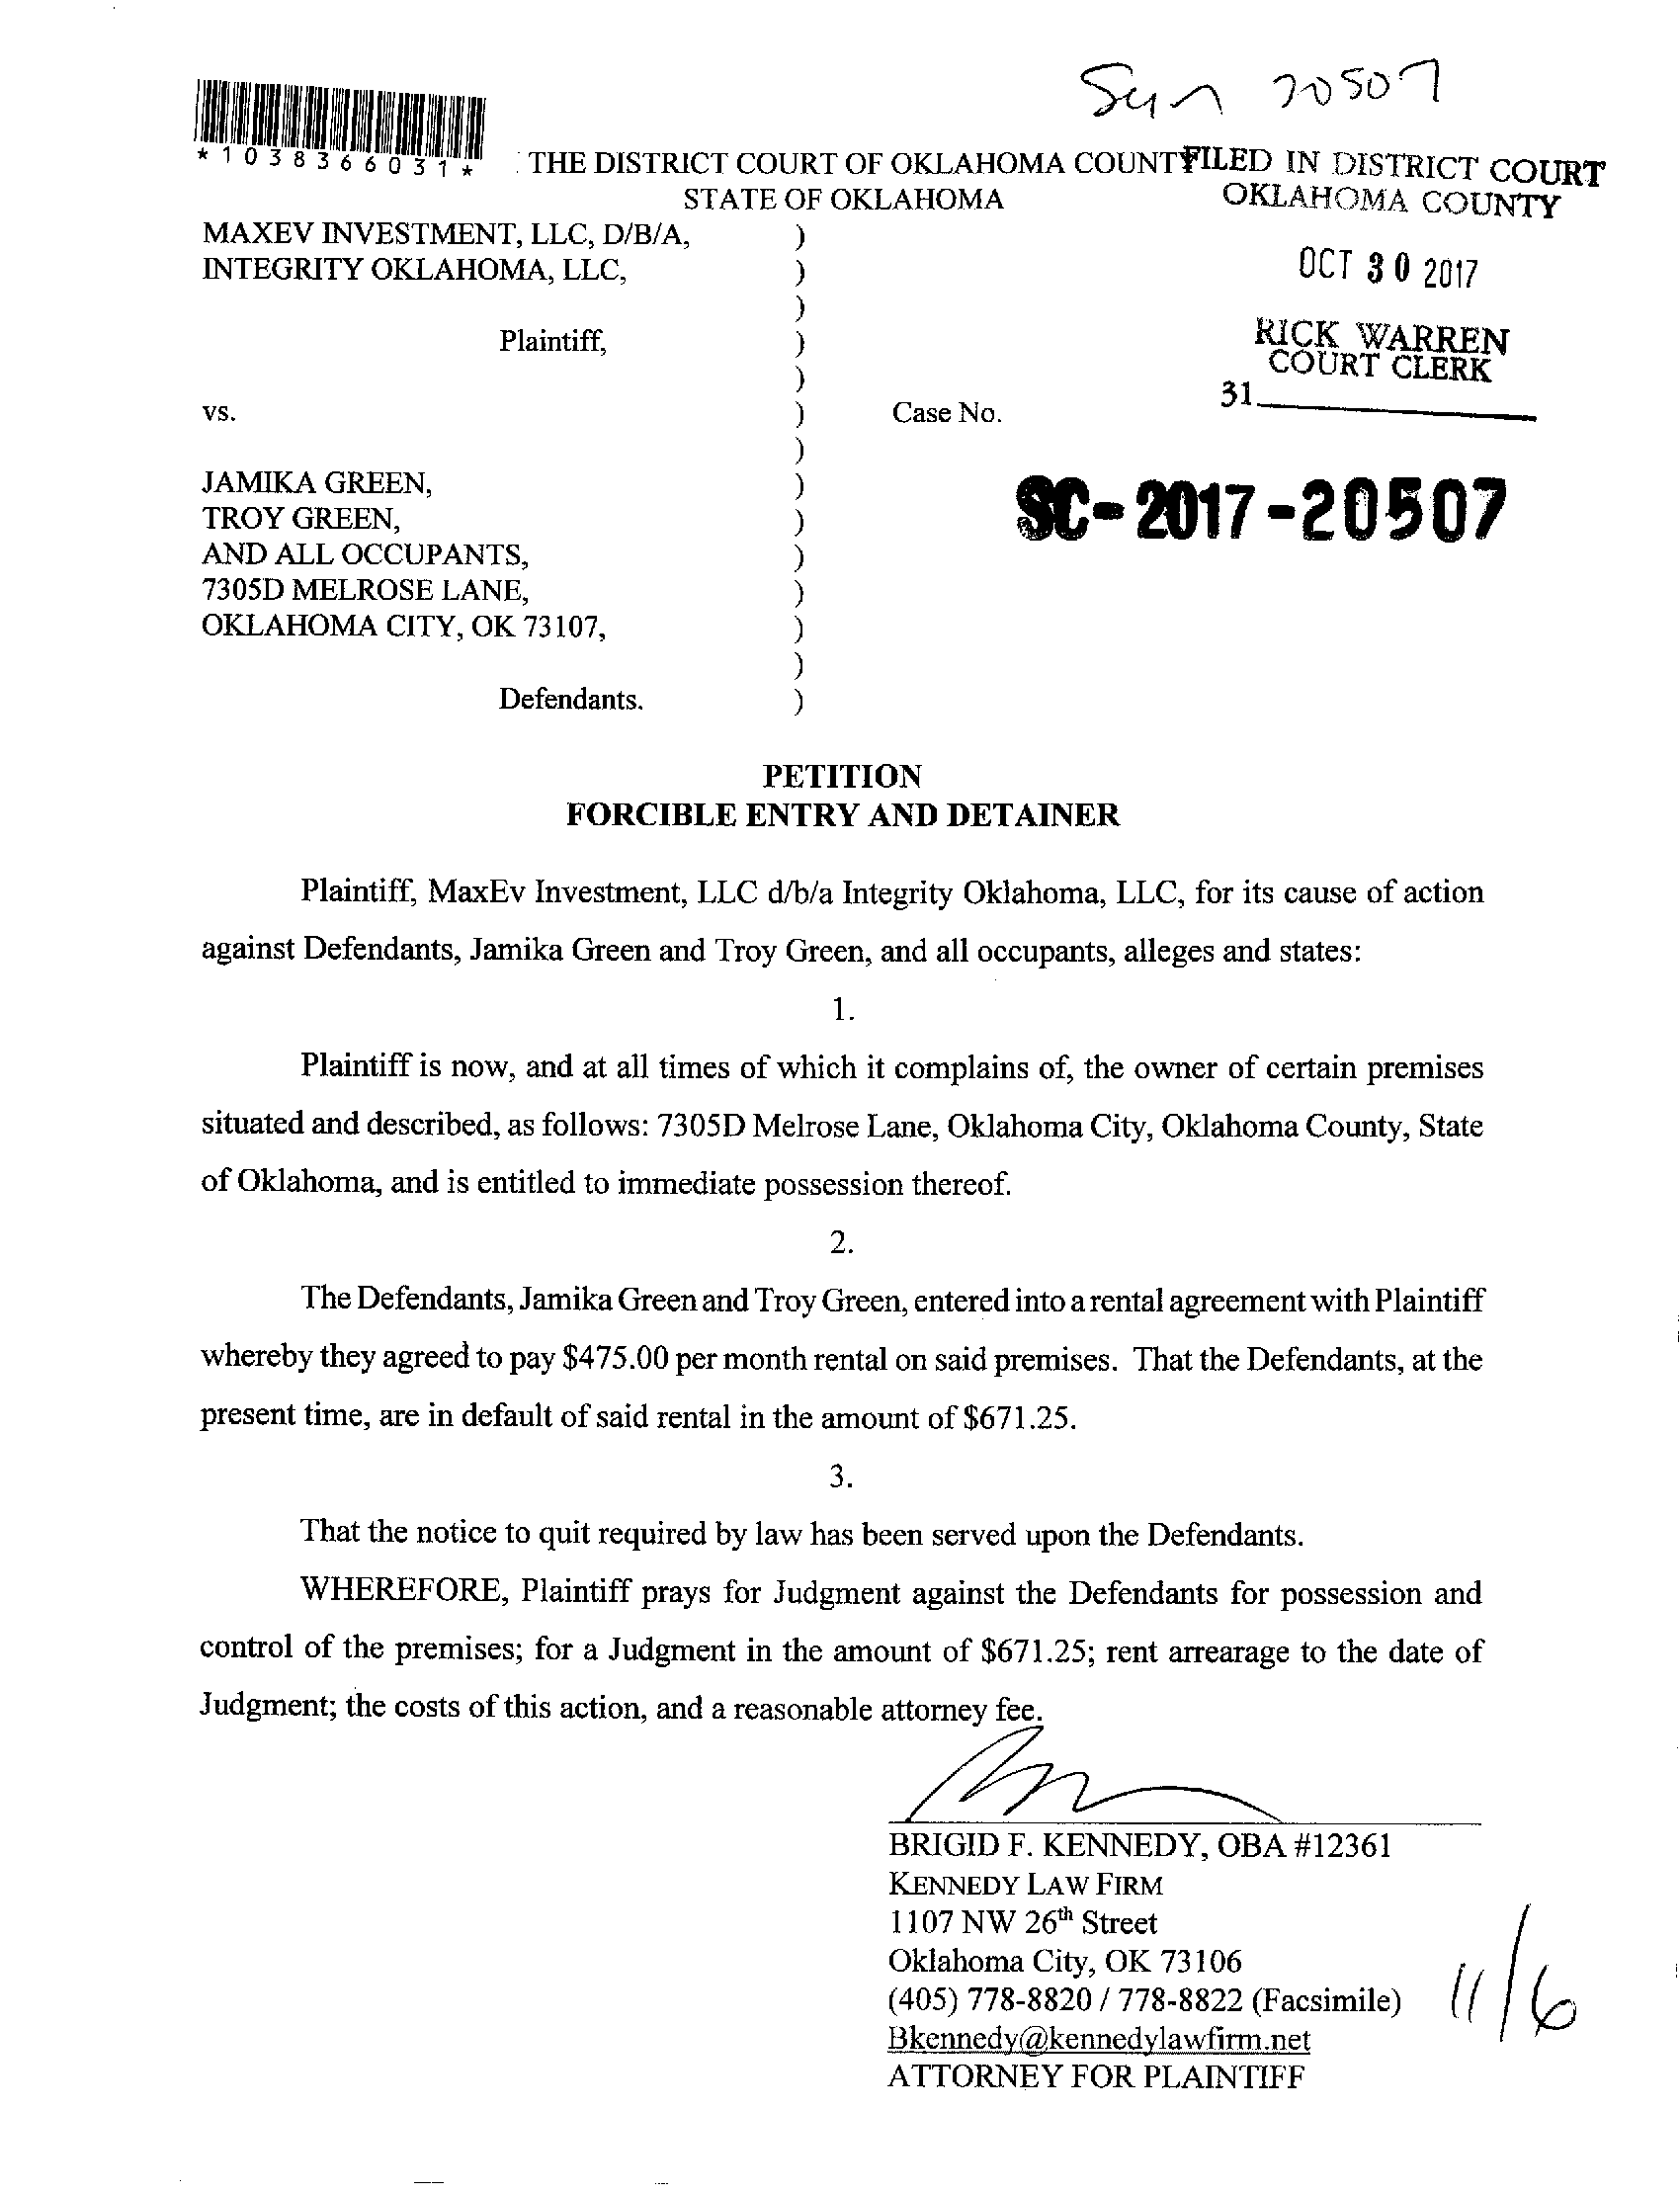 Syn 20507
*1038366031*
THE DISTRICT COURT OF OKLAHOMA COUNTY
STATE OF OKLAHOMA
FILED IN DISTRICT COURT
OKLAHOMA COUNTY
OCT 30 2017
RICK WARREN
COURT CLERK
31
MAXEV INVESTMENT, LLC, D/B/A, )
INTEGRITY OKLAHOMA, LLC, )
)
Plaintiff, )
)
vs. ) Case No.
)
SC-2017-20507
JAMIKA GREEN, )
TROY GREEN, )
AND ALL OCCUPANTS, )
7305D MELROSE LANE, )
OKLAHOMA CITY, OK 73107, )
)
Defendants. )
PETITION
FORCIBLE ENTRY AND DETAINER
Plaintiff, MaxEv Investment, LLC d/b/a Integrity Oklahoma, LLC, for its cause of action
against Defendants, Jamika Green and Troy Green, and all occupants, alleges and states:
1.
Plaintiff is now, and at all times of which it complains of, the owner of certain premises
situated and described, as follows: 7305D Melrose Lane, Oklahoma City, Oklahoma County, State
of Oklahoma, and is entitled to immediate possession thereof.
2.
The Defendants, Jamika Green and Troy Green, entered into a rental agreement with Plaintiff
whereby they agreed to pay $475.00 per month rental on said premises. That the Defendants, at the
present time, are in default of said rental in the amount of $671.25.
3.
That the notice to quit required by law has been served upon the Defendants.
WHEREFORE, Plaintiff prays for Judgment against the Defendants for possession and
control of the premises; for a Judgment in the amount of $671.25; rent arrearage to the date of
Judgment; the costs of this action, and a reasonable attorney fee.
BRIGID F. KENNEDY, OBA #12361
KENNEDY LAW FIRM
1107 NW 26th Street
Oklahoma City, OK 73106
(405) 778-8820 / 778-8822 (Facsimile)
Bkennedy@kennedylawfirm.net
ATTORNEY FOR PLAINTIFF
11/6